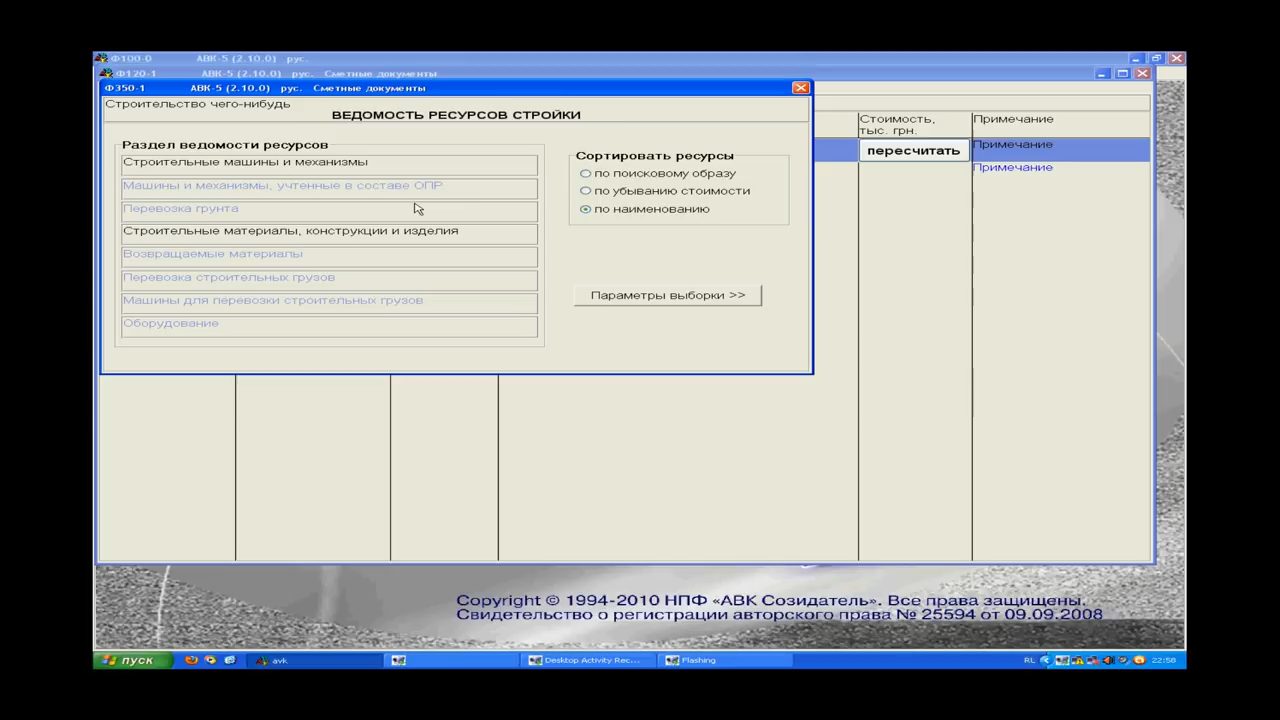 Ф100-0 АВК-5 (2.10.0) рус.
Ф120-1 АВК-5 (2.10.0) рус. Сметные документы
Ф350-1 АВК-5 (2.10.0) рус. Сметные документы
Строительство чего-нибудь
ВЕДОМОСТЬ РЕСУРСОВ СТРОЙКИ
Раздел ведомости ресурсов
Строительные машины и механизмы
Машины и механизмы, учтенные в составе ОПР
Перевозка грунта
Строительные материалы, конструкции и изделия
Возвращаемые материалы
Перевозка строительных грузов
Машины для перевозки строительных грузов
Оборудование
Сортировать ресурсы
по поисковому образу
по убыванию стоимости
по наименованию
Параметры выборки >>
Стоимость,
тыс. грн.
Примечание
пересчитать
Примечание
Примечание
Copyright © 1994-2010 НПФ «АВК Созидатель». Все права защищены.
Свидетельство о регистрации авторского права № 25594 от 09.09.2008
пуск
avk
Desktop Activity Rec...
Flashing
RL
22:58